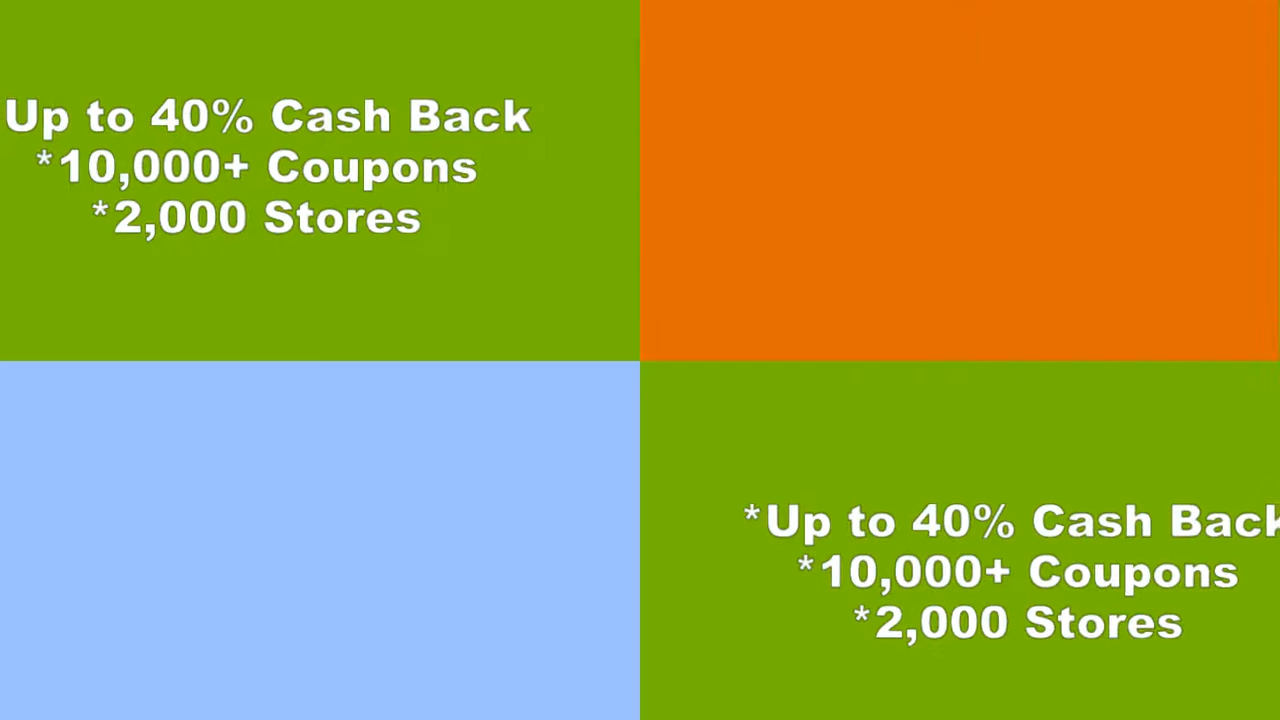 Up to 40% Cash Back
*10,000+ Coupons
*2,000 Stores
*Up to 40% Cash Back
*10,000+ Coupons
*2,000 Stores